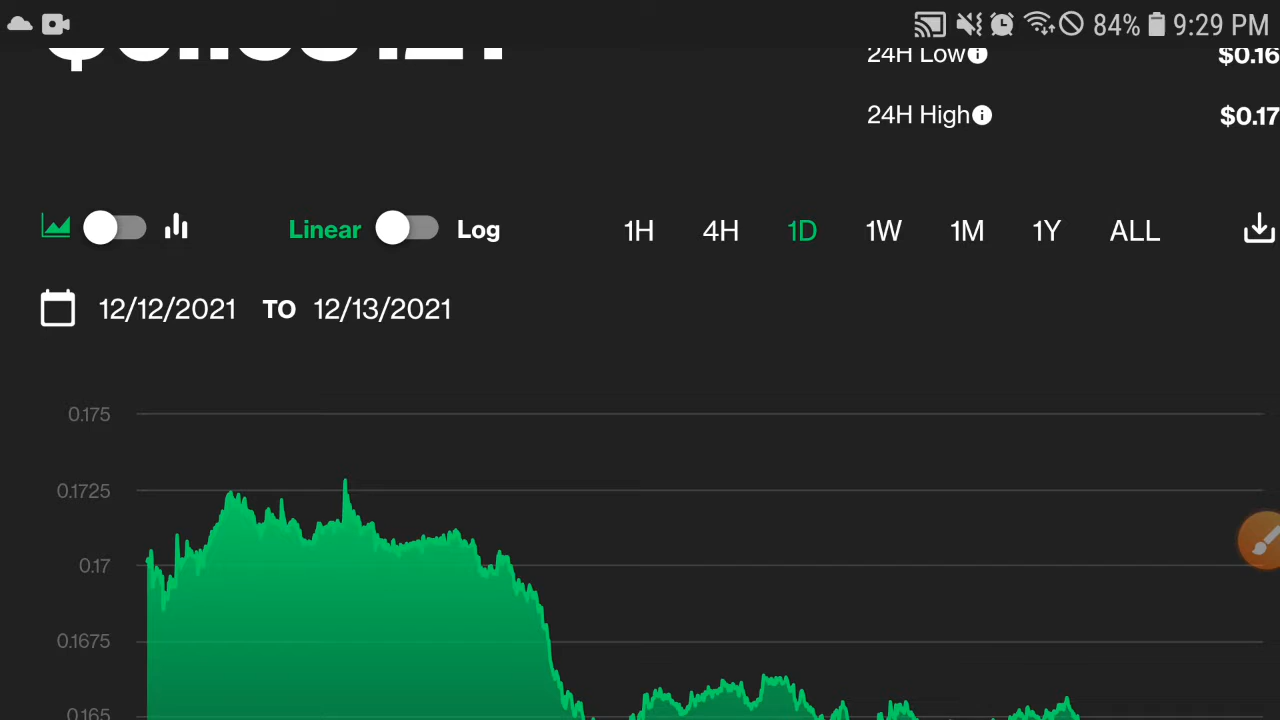 84% 9:29 PM
24H Low $0.16
24H High $0.17
Linear Log 1H 4H 1D 1W 1M 1Y ALL
12/12/2021 TO 12/13/2021
0.175
0.1725
0.17
0.1675
0.165